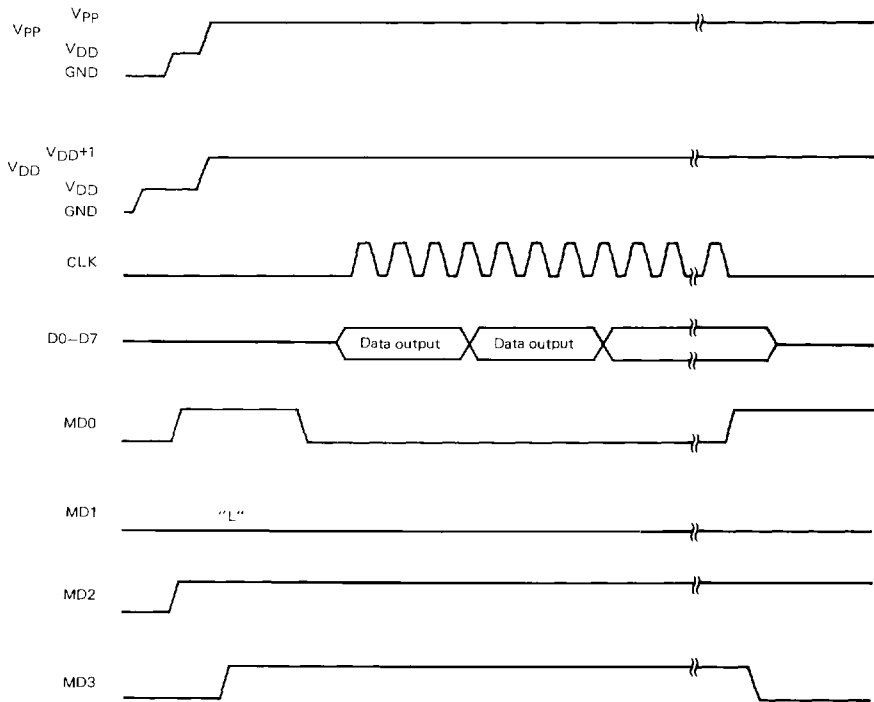 VPP
VPP
VDD
GND
VDD
VDD+1
VDD
GND
CLK
D0–D7
Data output
Data output
MD0
MD1
"L"
MD2
MD3